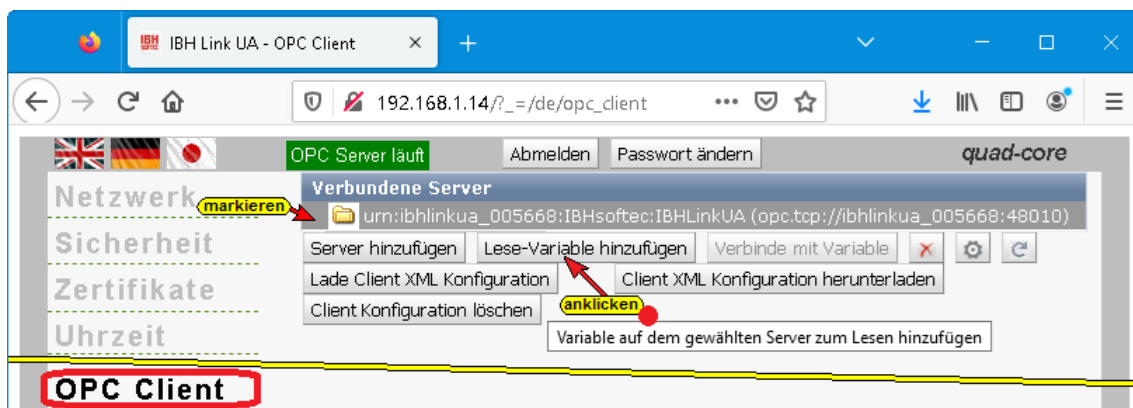 IBH Link UA - OPC Client
192.168.1.14/?_=/de/opc_client
OPC Server läuft Abmelden Passwort ändern quad-core
Netzwerk
Sicherheit
Zertifikate
Uhrzeit
OPC Client
Verbundene Server
markieren
urn:ibhlinkua_005668:IBHsoftec:IBHLinkUA (opc.tcp://ibhlinkua_005668:48010)
Server hinzufügen Lese-Variable hinzufügen Verbinde mit Variable
Lade Client XML Konfiguration Client XML Konfiguration herunterladen
Client Konfiguration löschen
anklicken
Variable auf dem gewählten Server zum Lesen hinzufügen